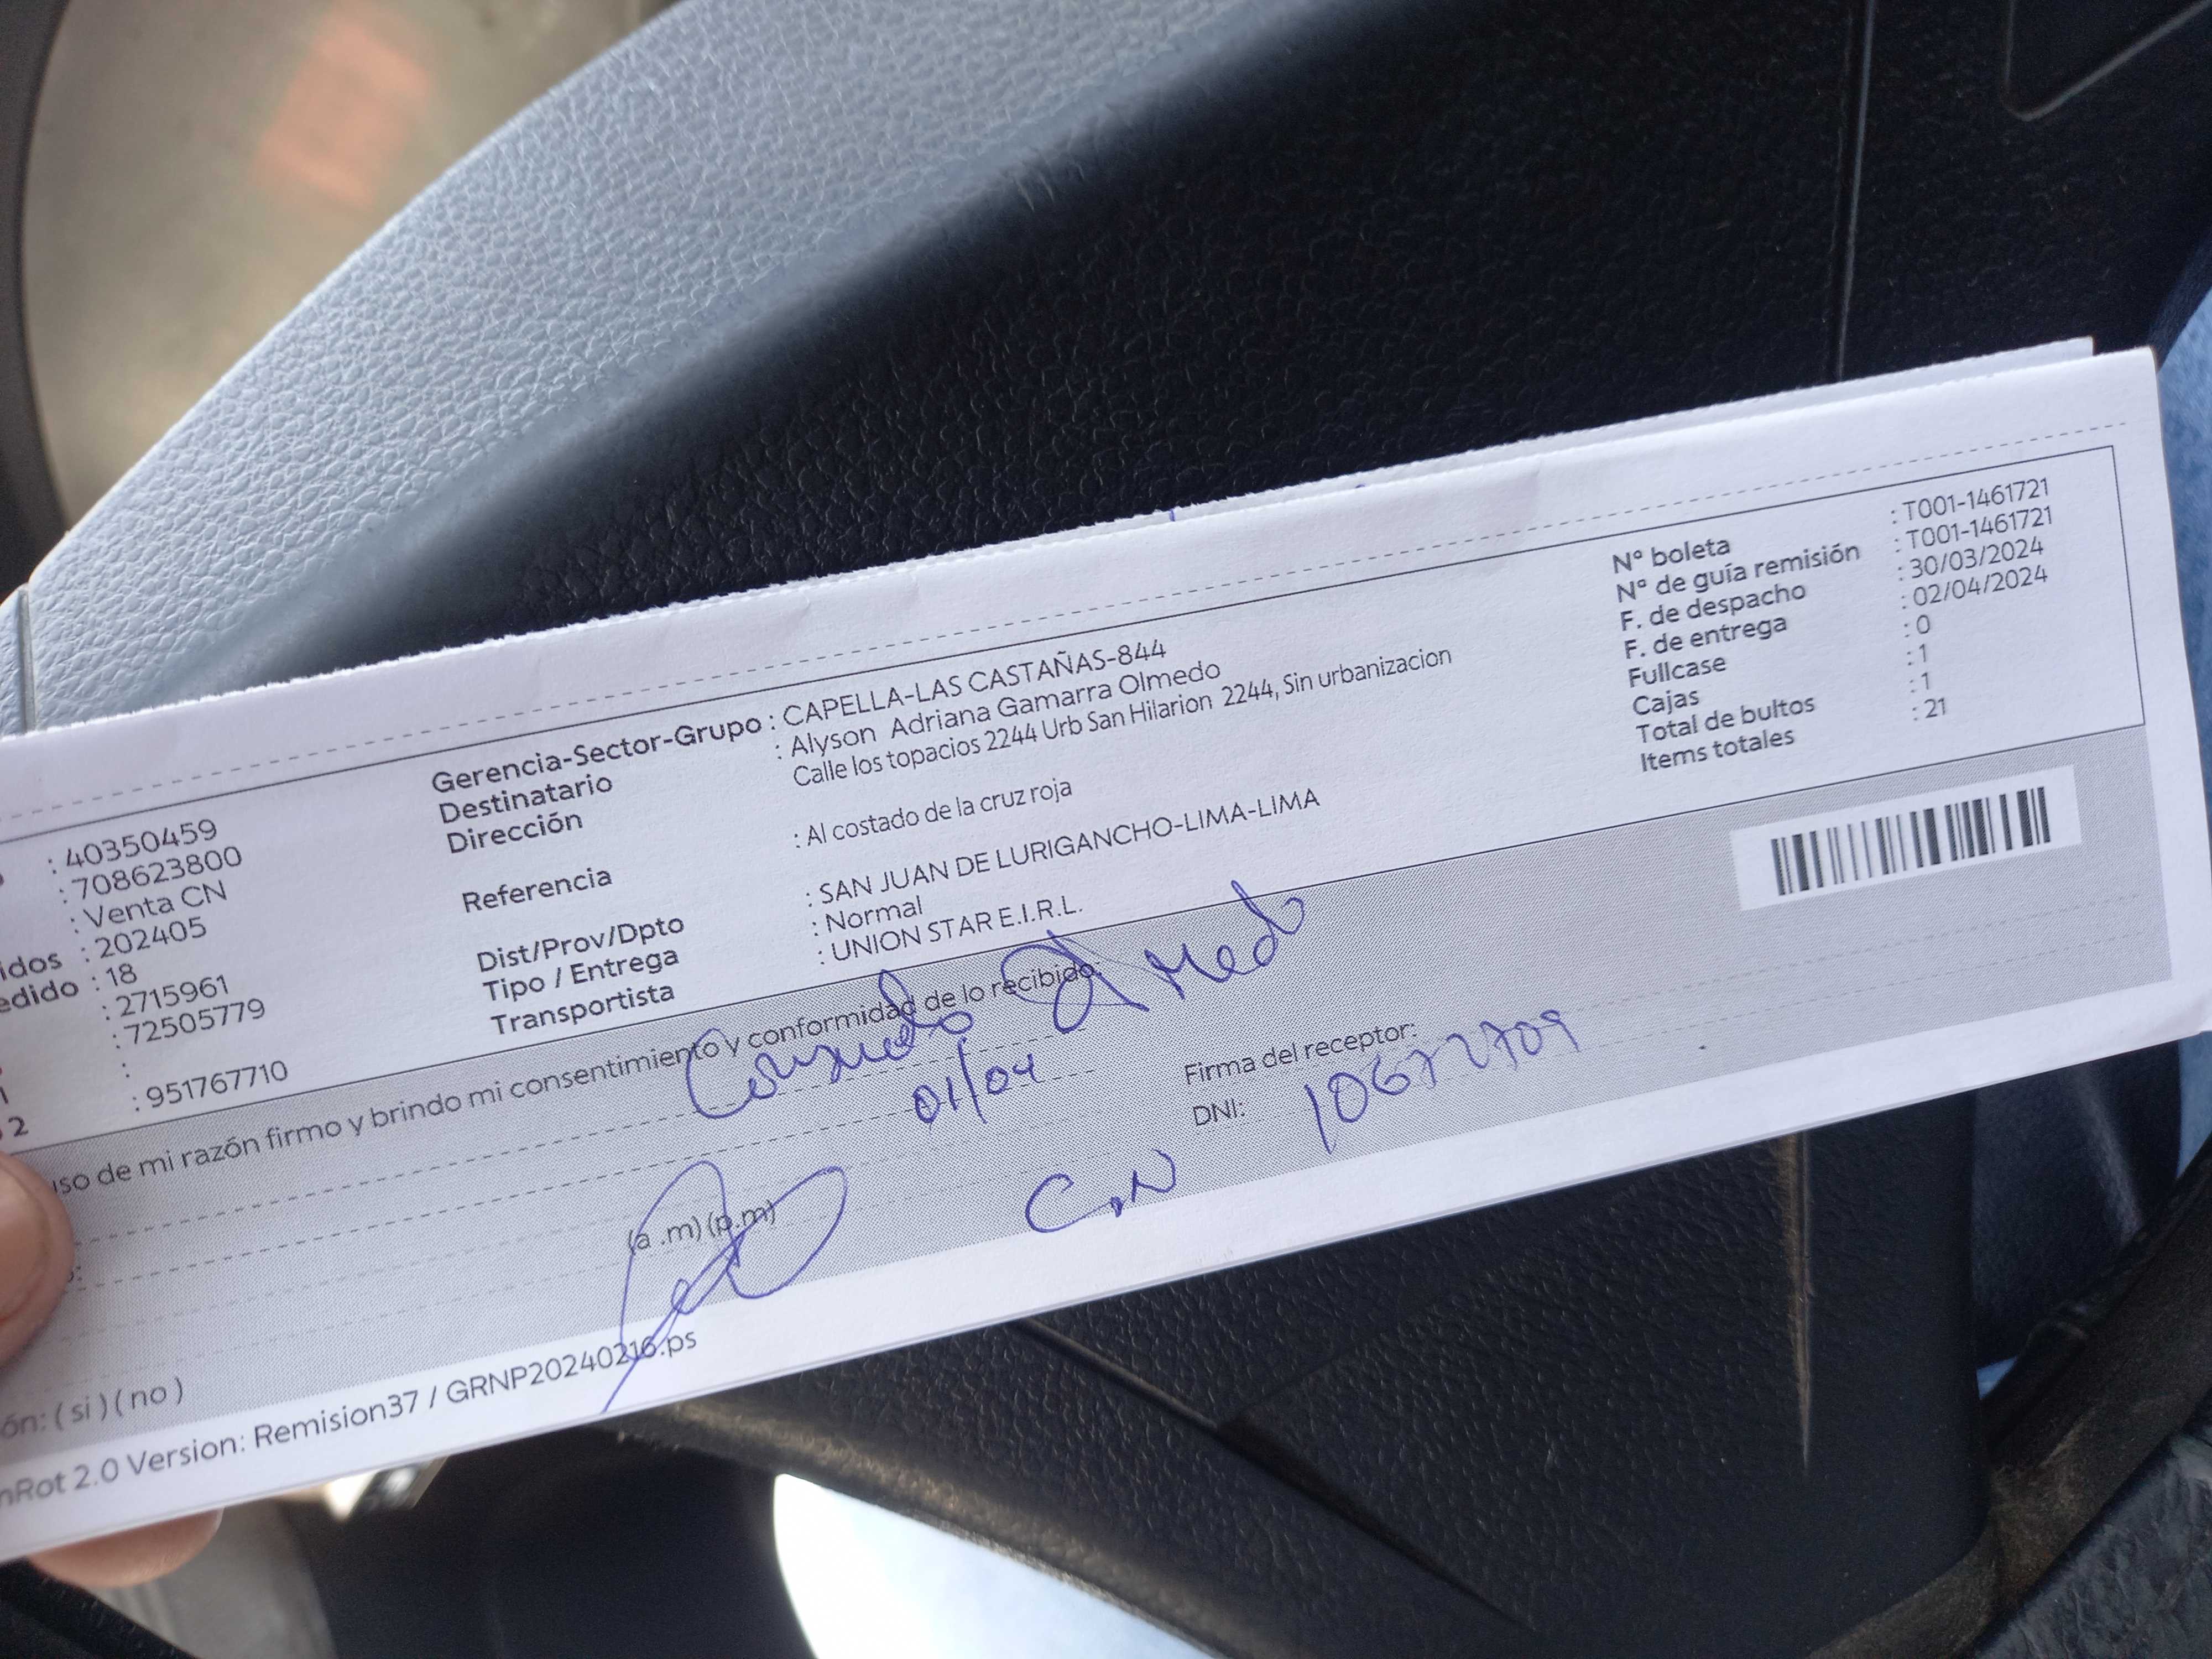 : 40350459
: 708623800
: Venta CN
idos : 202405
edido : 18
: 2715961
: 72505779
:
2 : 951767710
Gerencia-Sector-Grupo : CAPELLA-LAS CASTAÑAS-844
Destinatario : Alyson Adriana Gamarra Olmedo
Dirección Calle los topacios 2244 Urb San Hilarion 2244, Sin urbanizacion
Referencia : Al costado de la cruz roja
Dist/Prov/Dpto : SAN JUAN DE LURIGANCHO-LIMA-LIMA
Tipo / Entrega : Normal
Transportista : UNION STAR E.I.R.L.
N° boleta : T001-1461721
N° de guía remisión : T001-1461721
F. de despacho : 30/03/2024
F. de entrega : 02/04/2024
Fullcase : 0
Cajas : 1
Total de bultos : 1
Items totales : 21
uso de mi razón firmo y brindo mi consentimiento y conformidad de lo recibido:
Consuelo Olmedo
01/04
Firma del receptor:
DNI: 10672709
(a .m) (p.m)
C.N
ón: ( si ) ( no )
nRot 2.0 Version: Remision37 / GRNP20240216.ps